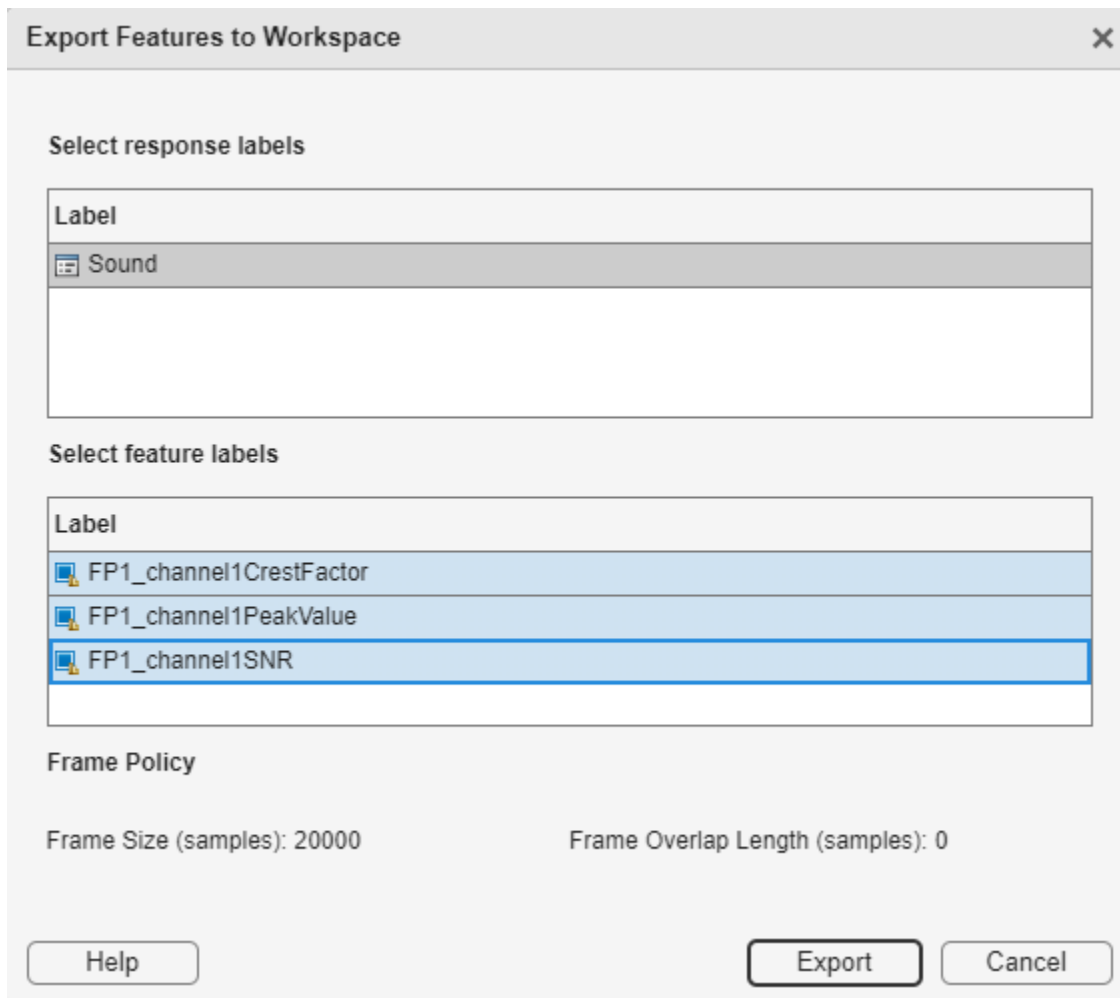 Export Features to Workspace
Select response labels
Label
Sound
Select feature labels
Label
FP1_channel1CrestFactor
FP1_channel1PeakValue
FP1_channel1SNR
Frame Policy
Frame Size (samples): 20000 Frame Overlap Length (samples): 0
Help Export Cancel